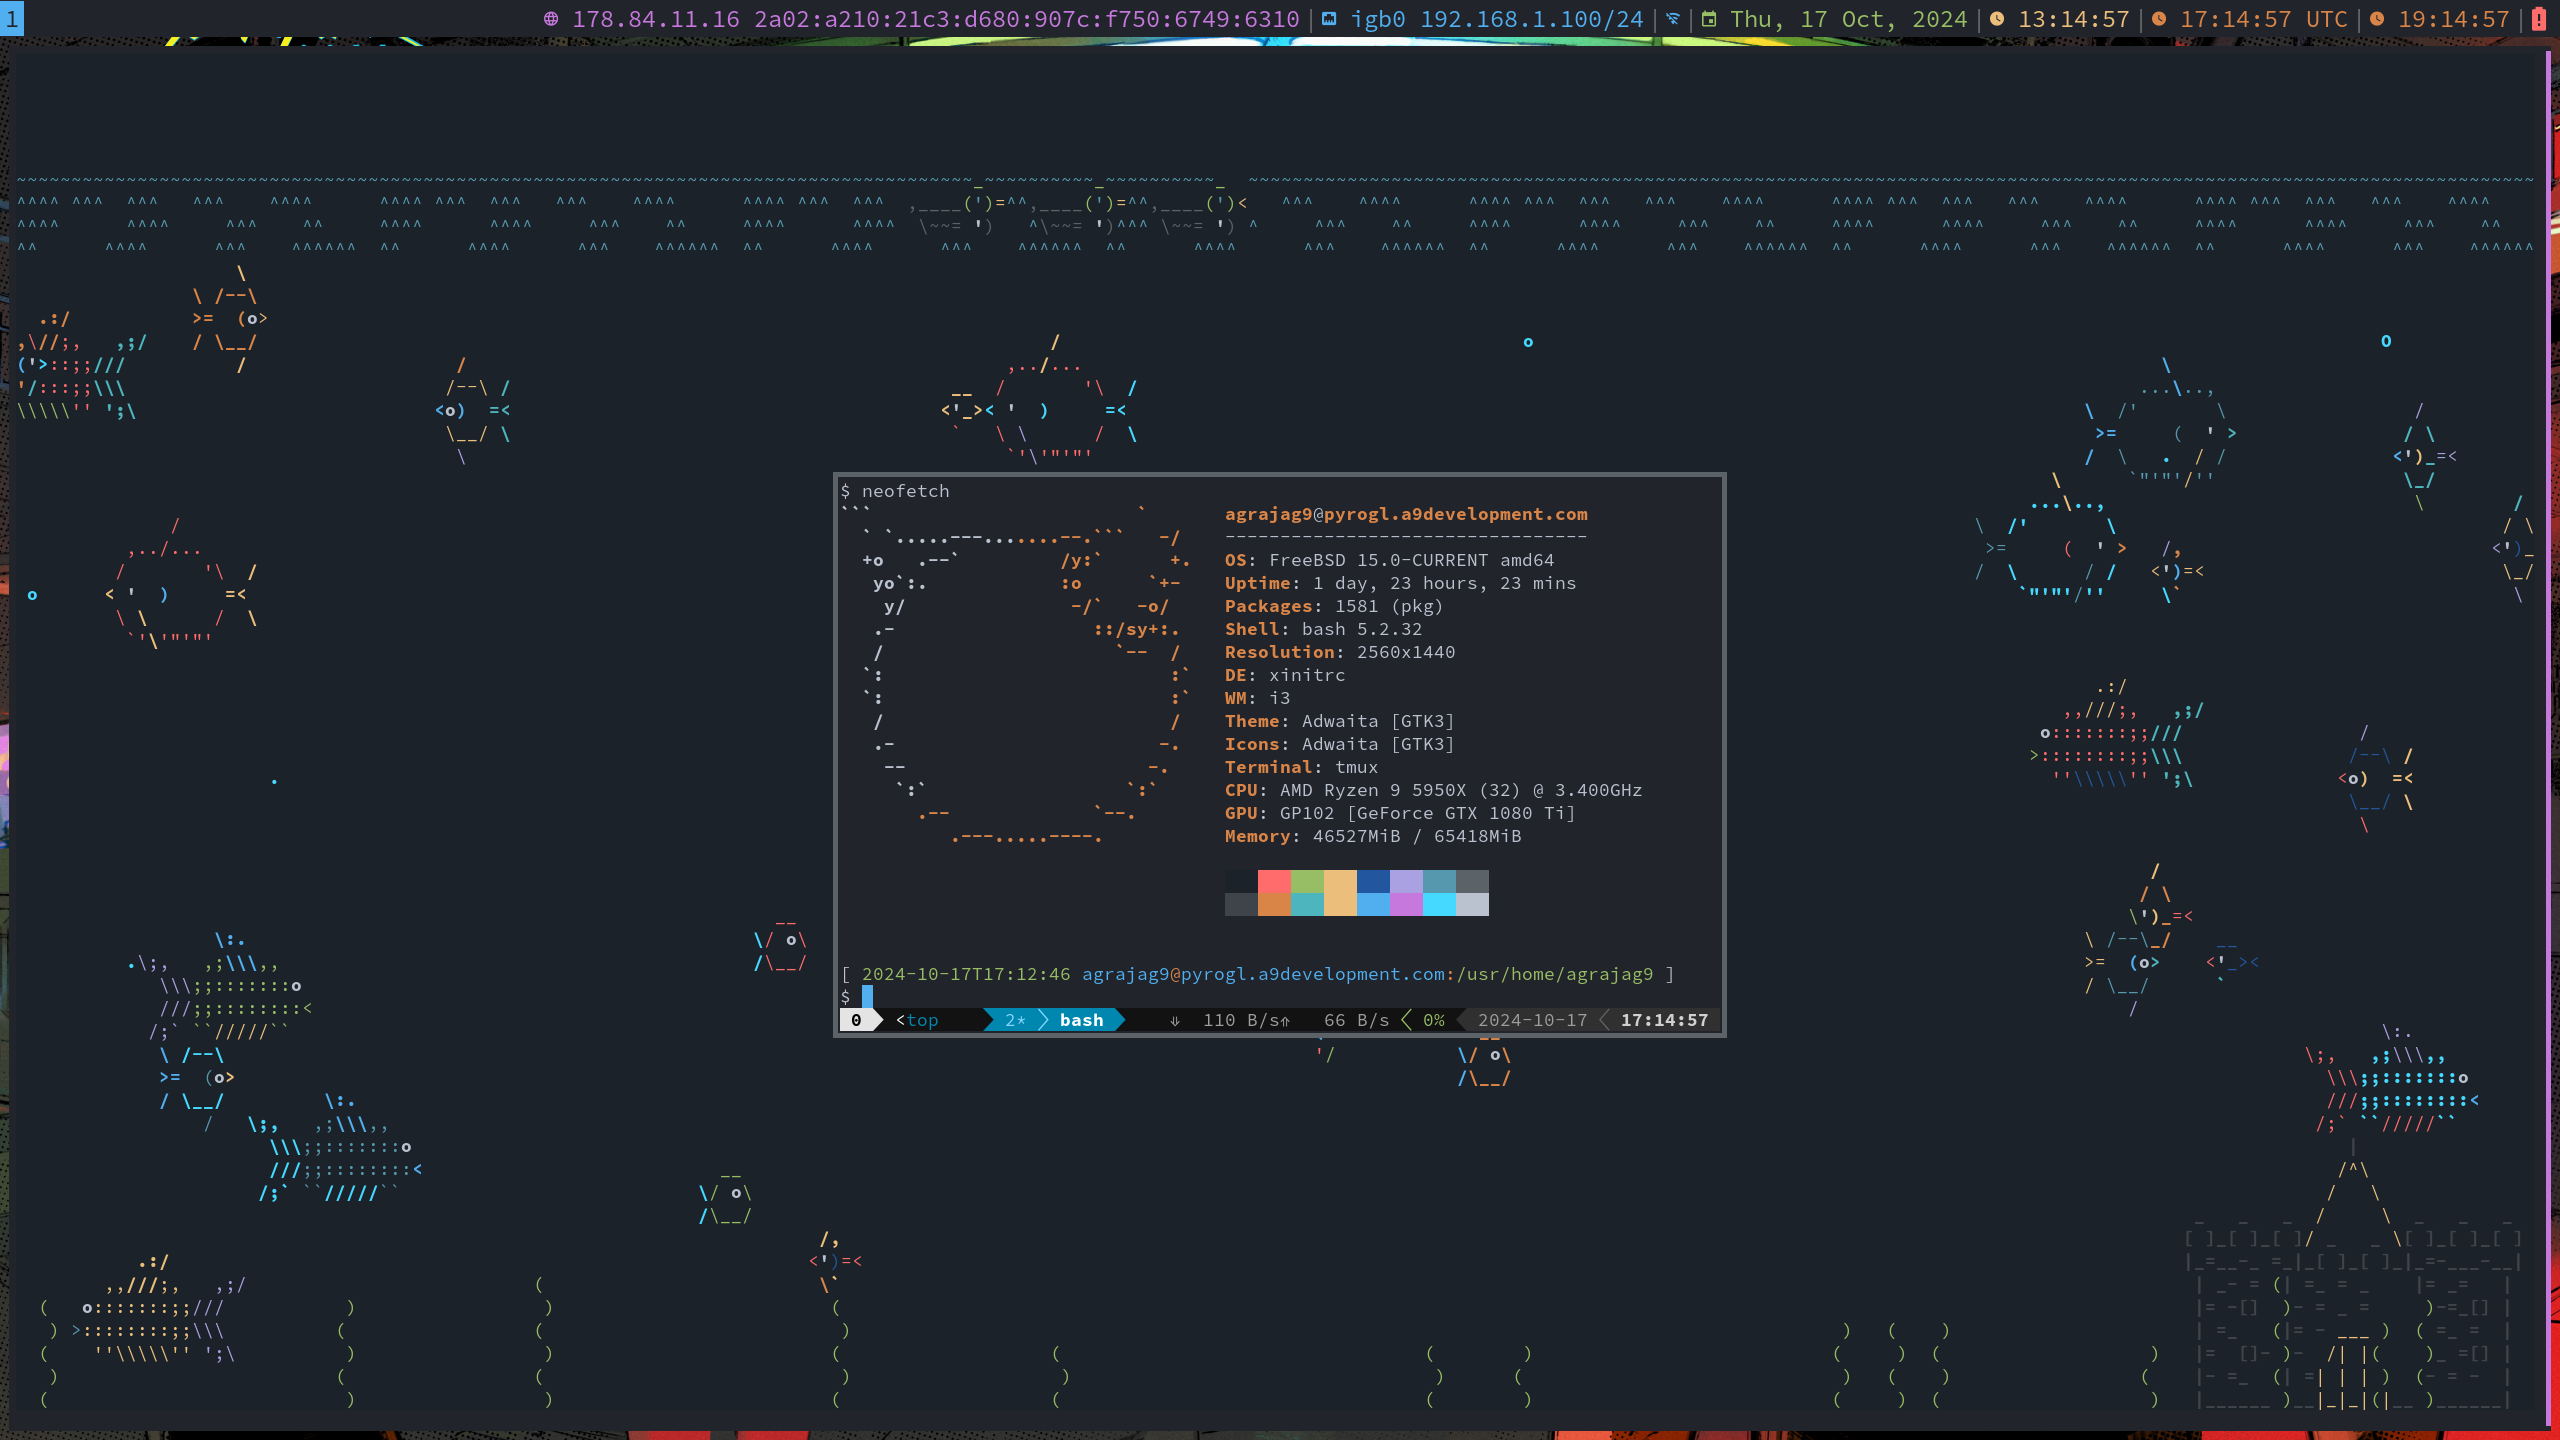 1
178.84.11.16 2a02:a210:21c3:d680:907c:f750:6749:6310 | igb0 192.168.1.100/24 | | Thu, 17 Oct, 2024 | 13:14:57 | 17:14:57 UTC | 19:14:57 |
$ neofetch
agrajag9@pyrogl.a9development.com
---------------------------------
OS: FreeBSD 15.0-CURRENT amd64
Uptime: 1 day, 23 hours, 23 mins
Packages: 1581 (pkg)
Shell: bash 5.2.32
Resolution: 2560x1440
DE: xinitrc
WM: i3
Theme: Adwaita [GTK3]
Icons: Adwaita [GTK3]
Terminal: tmux
CPU: AMD Ryzen 9 5950X (32) @ 3.400GHz
GPU: GP102 [GeForce GTX 1080 Ti]
Memory: 46527MiB / 65418MiB
[ 2024-10-17T17:12:46 agrajag9@pyrogl.a9development.com:/usr/home/agrajag9 ]
$
0 <top 2* bash ⇓ 110 B/s⇑ 66 B/s 0% 2024-10-17 17:14:57